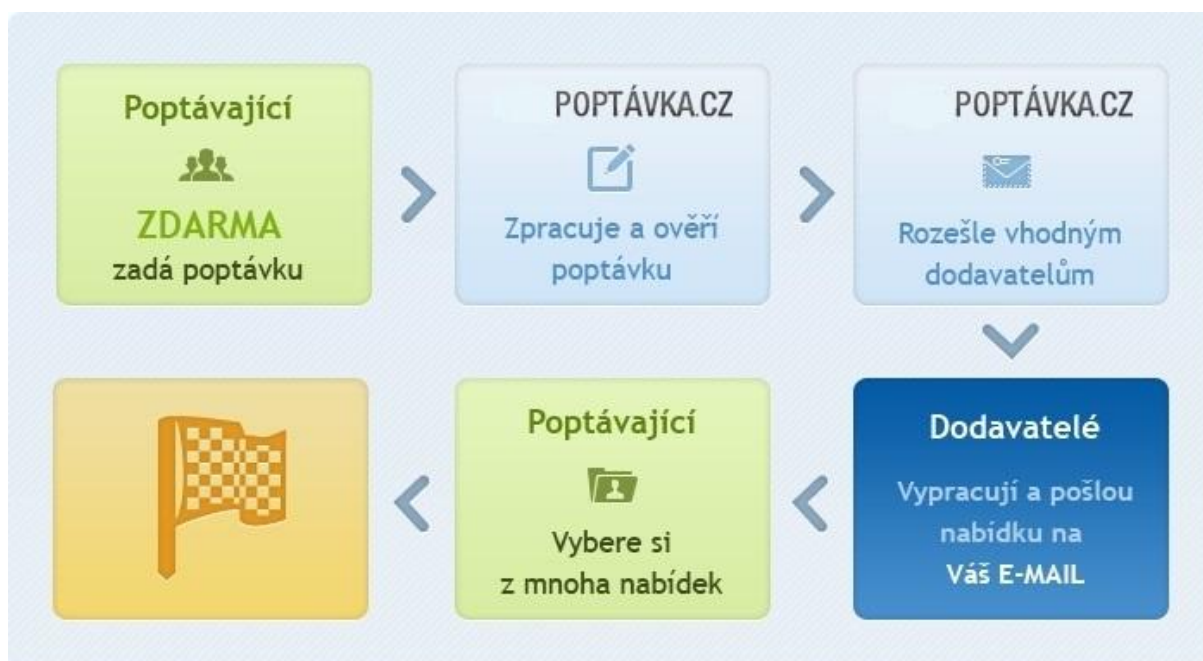 Poptávající
ZDARMA
zadá poptávku
POPTÁVKA.CZ
Zpracuje a ověří
poptávku
POPTÁVKA.CZ
Rozešle vhodným
dodavatelům
Dodavatelé
Vypracují a pošlou
nabídku na
Váš E-MAIL
Poptávající
Vybere si
z mnoha nabídek